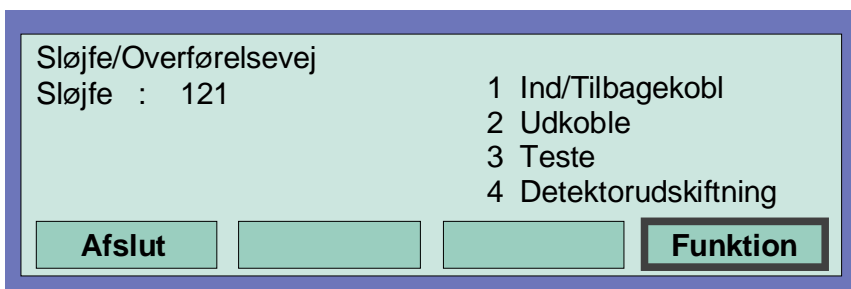 Sløjfe/Overførelsevej
Sløjfe : 121
1 Ind/Tilbagekobl
2 Udkoble
3 Teste
4 Detektorudskiftning
Afslut
Funktion